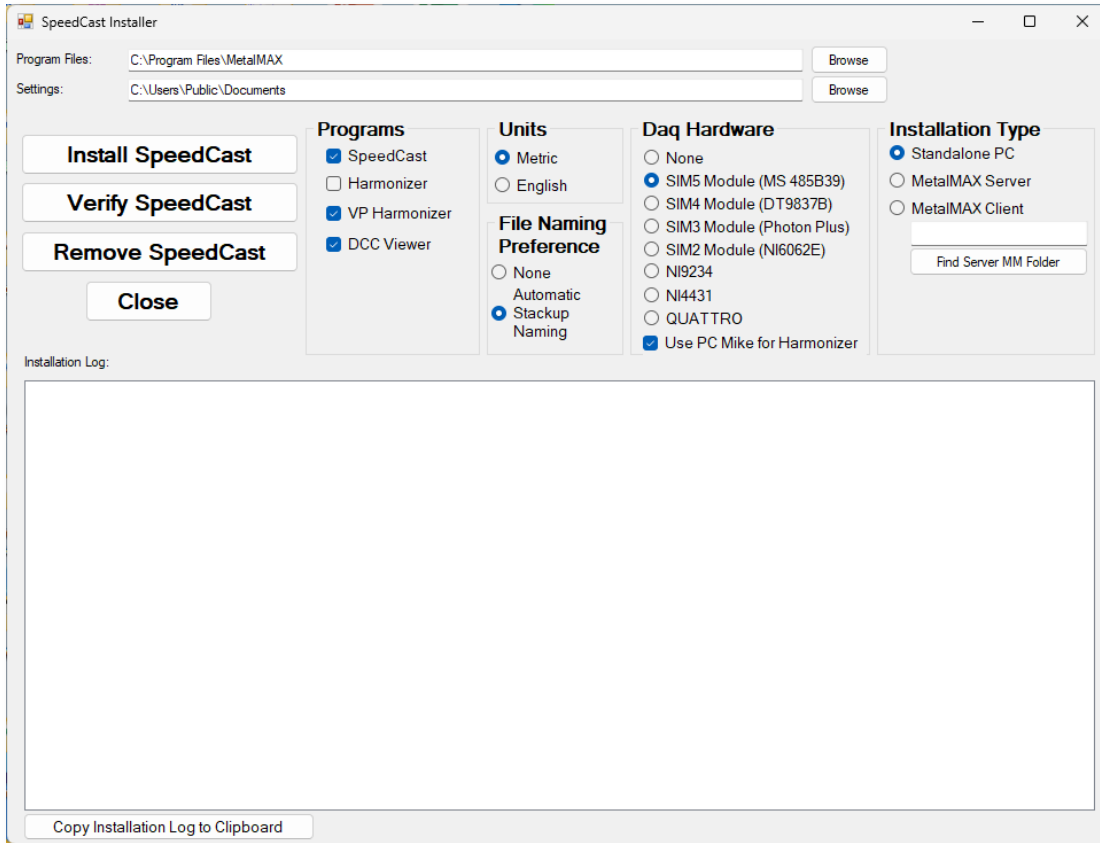 SpeedCast Installer
Program Files:
C:\Program Files\MetalMAX
Browse
Settings:
C:\Users\Public\Documents
Browse
Install SpeedCast
Verify SpeedCast
Remove SpeedCast
Close
Programs
SpeedCast
Harmonizer
VP Harmonizer
DCC Viewer
Units
Metric
English
File Naming
Preference
None
Automatic
Stackup
Naming
Daq Hardware
None
SIM5 Module (MS 485B39)
SIM4 Module (DT9837B)
SIM3 Module (Photon Plus)
SIM2 Module (NI6062E)
NI9234
NI4431
QUATTRO
Use PC Mike for Harmonizer
Installation Type
Standalone PC
MetalMAX Server
MetalMAX Client
Find Server MM Folder
Installation Log:
Copy Installation Log to Clipboard